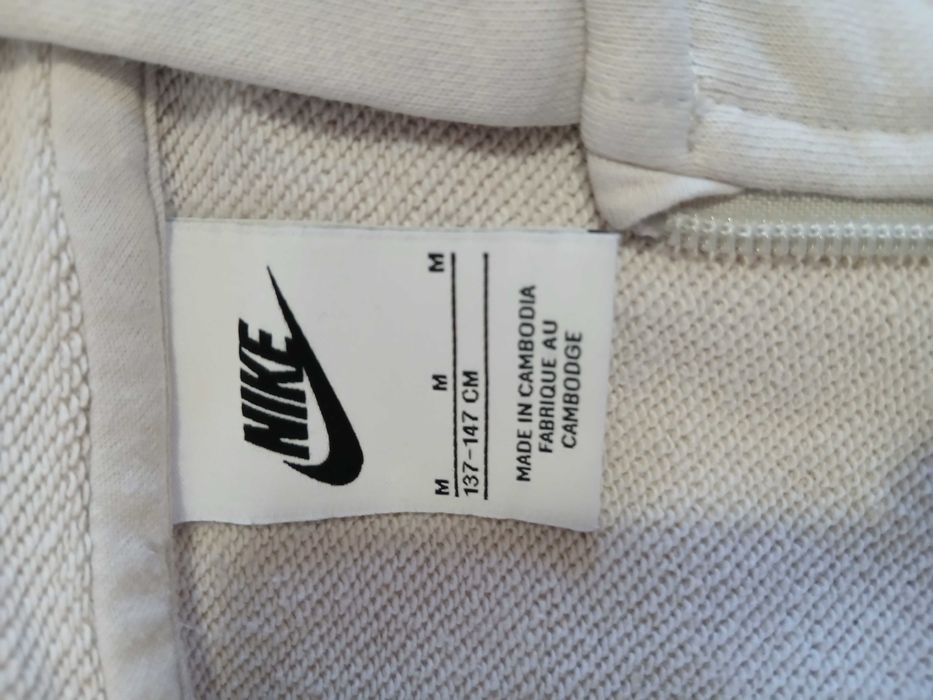 NIKE
M M M
137-147 CM
MADE IN CAMBODIA
FABRIQUE AU
CAMBODGE